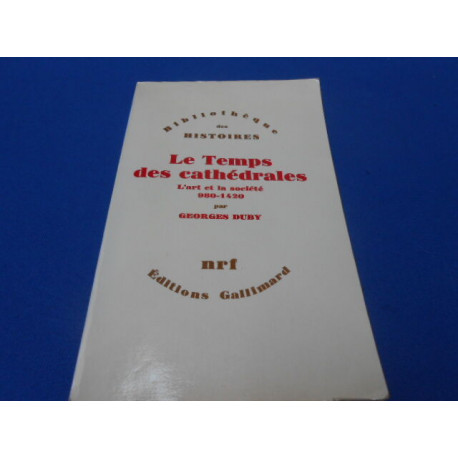 Bibliothèque
des
HISTOIRES
Le Temps
des cathédrales
L'art et la société
980-1420
par
GEORGES DUBY
nrf
Éditions Gallimard